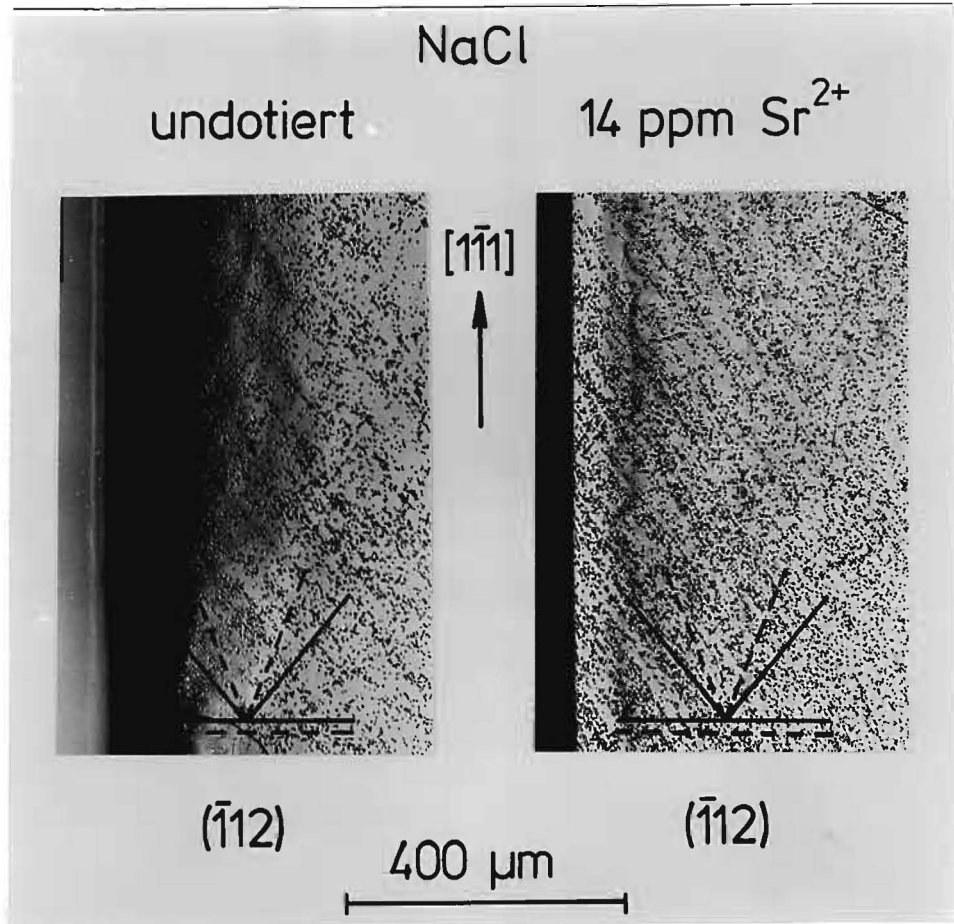 NaCl
undotiert
14 ppm Sr²⁺
[11̄1]
(1̄12)
(1̄12)
400 µm